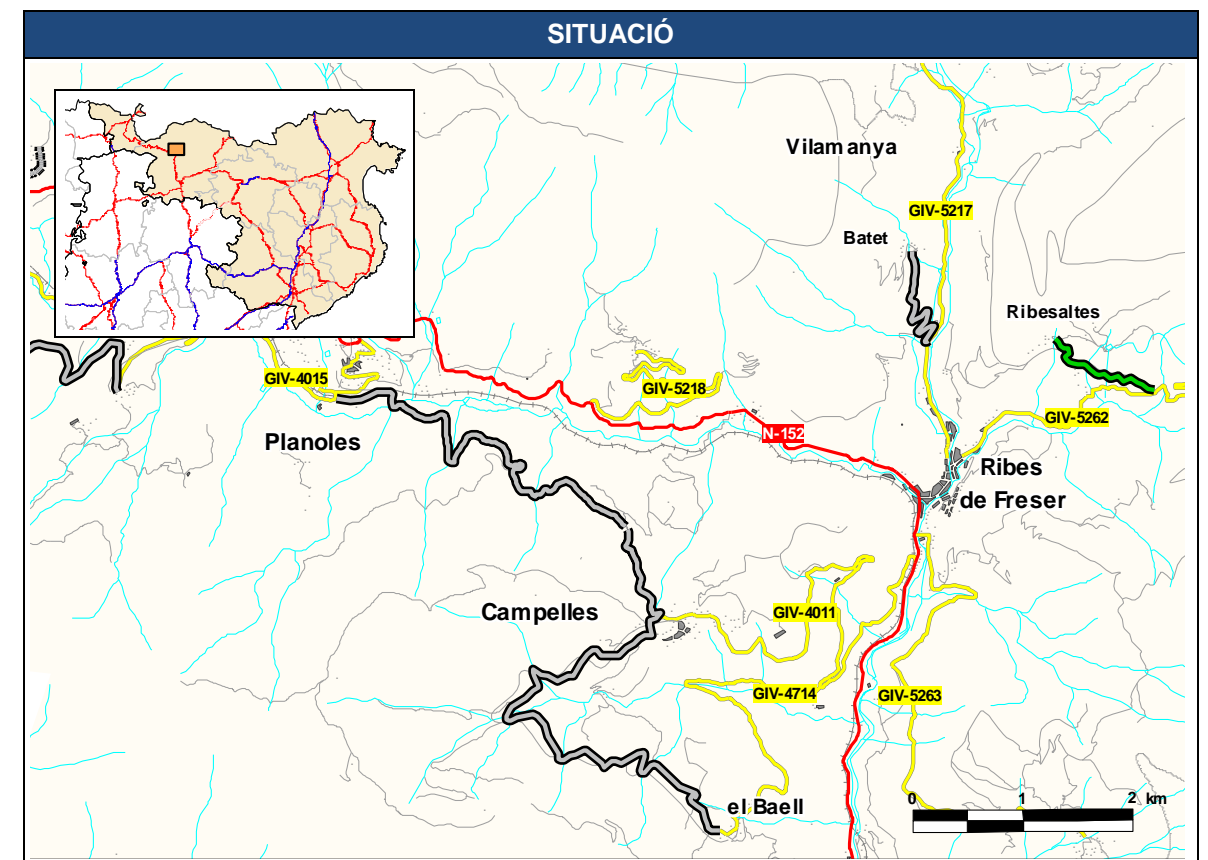 SITUACIÓ
Vilamanya
GIV-5217
Batet
Ribesaltes
GIV-4015
GIV-5218
GIV-5262
Planoles
N-152
Ribes
de Freser
Campelles
GIV-4011
GIV-4714
GIV-5263
el Baell
0 1 2 km